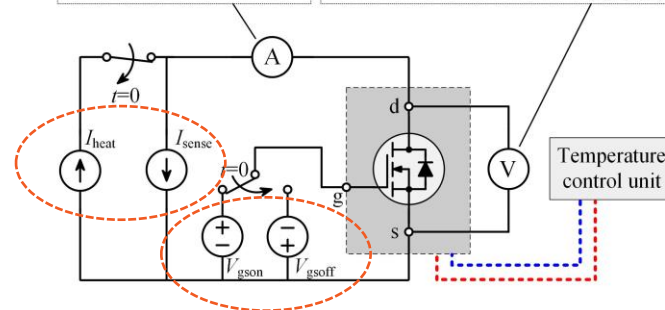 A
t=0
d
I_heat
I_sense
t=0
V
Temperature
control unit
g
+
−
−
+
s
V_gson
V_gsoff